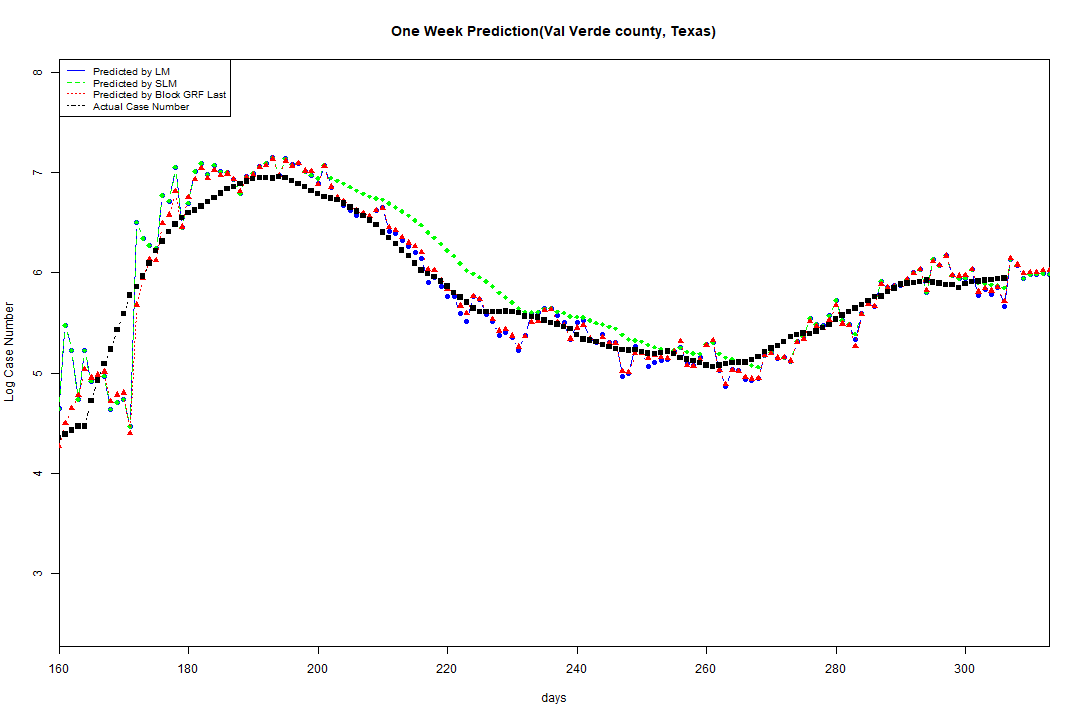 One Week Prediction(Val Verde county, Texas)
Predicted by LM
Predicted by SLM
Predicted by Block GRF Last
Actual Case Number
8
7
6
5
4
3
Log Case Number
160 180 200 220 240 260 280 300
days